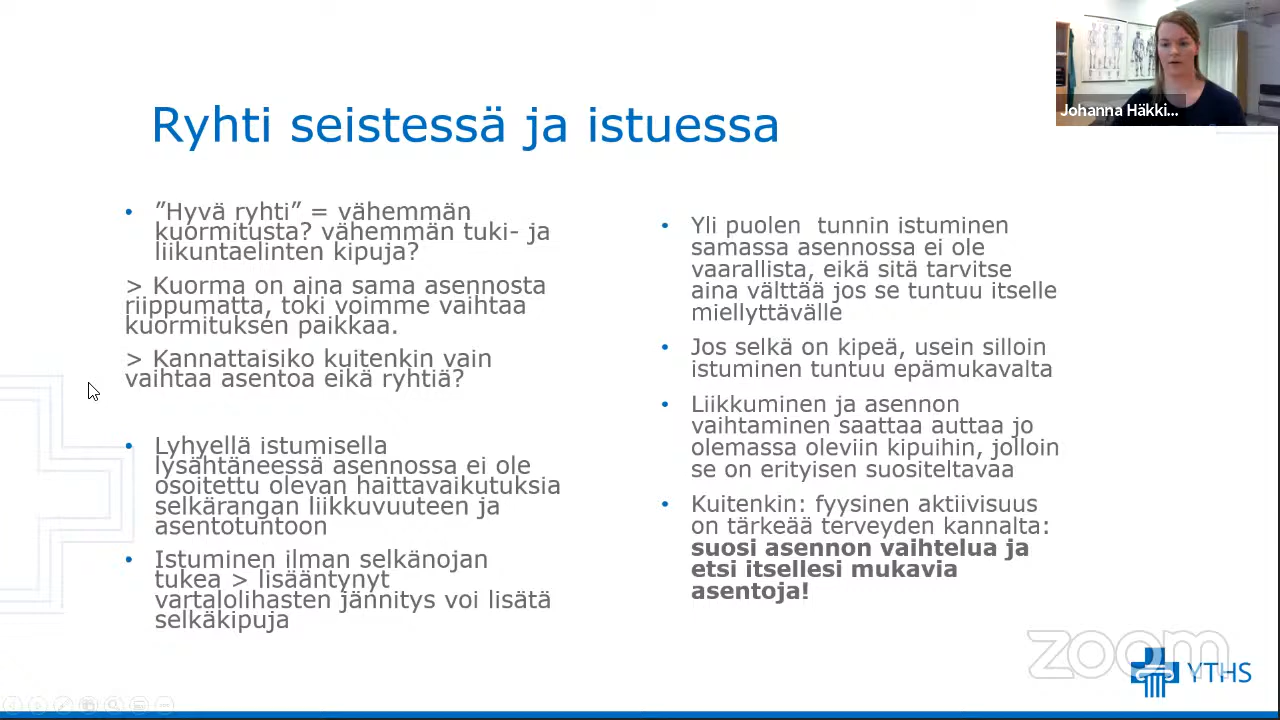 Johanna Häkki...
Ryhti seistessä ja istuessa
• ”Hyvä ryhti” = vähemmän
kuormitusta? vähemmän tuki- ja
liikuntaelinten kipuja?
> Kuorma on aina sama asennosta
riippumatta, toki voimme vaihtaa
kuormituksen paikkaa.
> Kannattaisiko kuitenkin vain
vaihtaa asentoa eikä ryhtiä?
• Lyhyellä istumisella
lysähtäneessä asennossa ei ole
osoitettu olevan haittavaikutuksia
selkärangan liikkuvuuteen ja
asentotuntoon
• Istuminen ilman selkänojan
tukea > lisääntynyt
vartalolihasten jännitys voi lisätä
selkäkipuja
• Yli puolen  tunnin istuminen
samassa asennossa ei ole
vaarallista, eikä sitä tarvitse
aina välttää jos se tuntuu itselle
miellyttävälle
• Jos selkä on kipeä, usein silloin
istuminen tuntuu epämukavalta
• Liikkuminen ja asennon
vaihtaminen saattaa auttaa jo
olemassa oleviin kipuihin, jolloin
se on erityisen suositeltavaa
• Kuitenkin: fyysinen aktiivisuus
on tärkeää terveyden kannalta:
suosi asennon vaihtelua ja
etsi itsellesi mukavia
asentoja!
zoom
YTHS